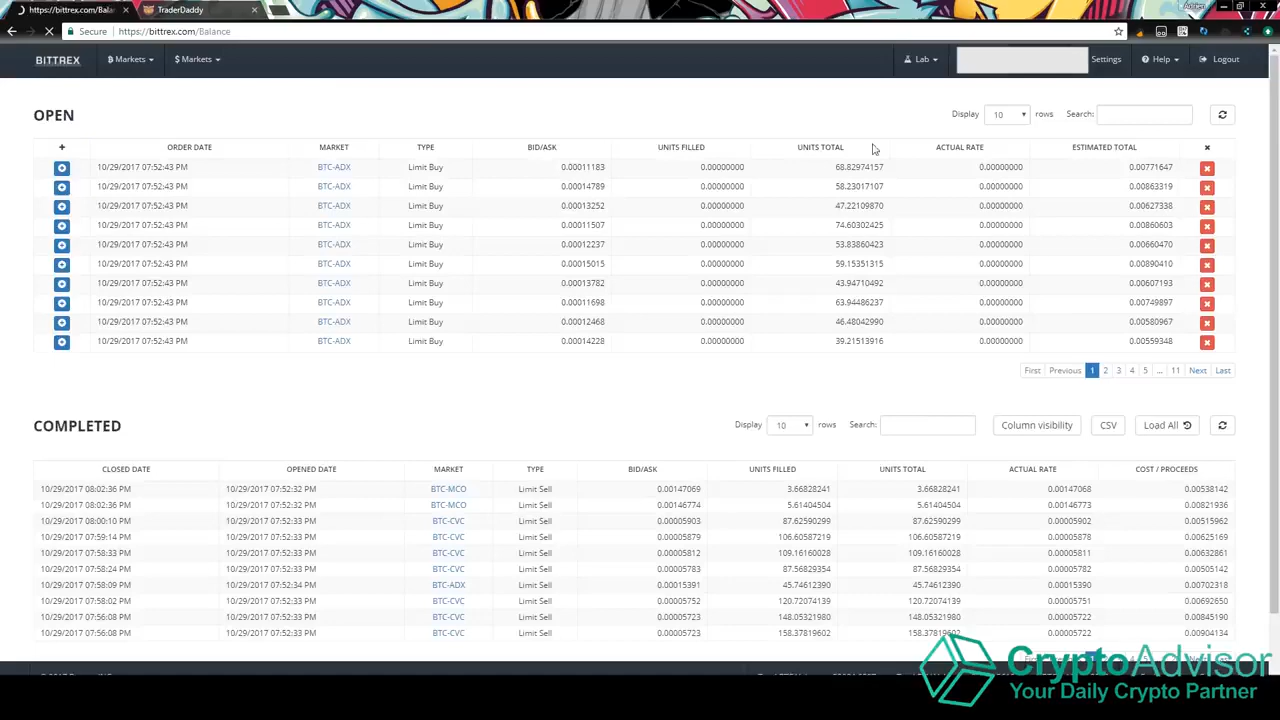 https://bittrex.com/Bala
TraderDaddy
Secure https://bittrex.com/Balance
BITTREX Markets $ Markets Lab Settings Help Logout
OPEN Display 10 rows Search:
+ ORDER DATE MARKET TYPE BID/ASK UNITS FILLED UNITS TOTAL ACTUAL RATE ESTIMATED TOTAL
10/29/2017 07:52:43 PM BTC-ADX Limit Buy 0.00011183 0.00000000 68.82974157 0.00000000 0.00771647
10/29/2017 07:52:43 PM BTC-ADX Limit Buy 0.00014789 0.00000000 58.23017107 0.00000000 0.00863319
10/29/2017 07:52:43 PM BTC-ADX Limit Buy 0.00013252 0.00000000 47.22109870 0.00000000 0.00627338
10/29/2017 07:52:43 PM BTC-ADX Limit Buy 0.00011507 0.00000000 74.60302425 0.00000000 0.00860603
10/29/2017 07:52:43 PM BTC-ADX Limit Buy 0.00012237 0.00000000 53.83860423 0.00000000 0.00660470
10/29/2017 07:52:43 PM BTC-ADX Limit Buy 0.00015015 0.00000000 59.15351315 0.00000000 0.00890410
10/29/2017 07:52:43 PM BTC-ADX Limit Buy 0.00013782 0.00000000 43.94710492 0.00000000 0.00607193
10/29/2017 07:52:43 PM BTC-ADX Limit Buy 0.00011698 0.00000000 63.94486237 0.00000000 0.00749897
10/29/2017 07:52:43 PM BTC-ADX Limit Buy 0.00012468 0.00000000 46.48042990 0.00000000 0.00580967
10/29/2017 07:52:43 PM BTC-ADX Limit Buy 0.00014228 0.00000000 39.21513916 0.00000000 0.00559348
First Previous 1 2 3 4 5 ... 11 Next Last
COMPLETED Display 10 rows Search: Column visibility CSV Load All
CLOSED DATE OPENED DATE MARKET TYPE BID/ASK UNITS FILLED UNITS TOTAL ACTUAL RATE COST / PROCEEDS
10/29/2017 08:02:36 PM 10/29/2017 07:52:32 PM BTC-MCO Limit Sell 0.00147069 3.66828241 3.66828241 0.00147068 0.00538142
10/29/2017 08:02:36 PM 10/29/2017 07:52:32 PM BTC-MCO Limit Sell 0.00146774 5.61404504 5.61404504 0.00146773 0.00821936
10/29/2017 08:00:10 PM 10/29/2017 07:52:33 PM BTC-CVC Limit Sell 0.00005903 87.62590299 87.62590299 0.00005902 0.00515962
10/29/2017 07:59:14 PM 10/29/2017 07:52:33 PM BTC-CVC Limit Sell 0.00005879 106.60587719 106.60587719 0.00005878 0.00625169
10/29/2017 07:58:33 PM 10/29/2017 07:52:33 PM BTC-CVC Limit Sell 0.00005812 109.16160028 109.16160028 0.00005811 0.00632861
10/29/2017 07:58:24 PM 10/29/2017 07:52:33 PM BTC-CVC Limit Sell 0.00005783 87.56829354 87.56829354 0.00005782 0.00505142
10/29/2017 07:58:09 PM 10/29/2017 07:52:34 PM BTC-ADX Limit Sell 0.00015391 45.74612390 45.74612390 0.00015390 0.00702318
10/29/2017 07:58:02 PM 10/29/2017 07:52:33 PM BTC-CVC Limit Sell 0.00005752 120.72074139 120.72074139 0.00005751 0.00692650
10/29/2017 07:56:08 PM 10/29/2017 07:52:33 PM BTC-CVC Limit Sell 0.00005723 148.05321980 148.05321980 0.00005722 0.00845190
10/29/2017 07:56:08 PM 10/29/2017 07:52:33 PM BTC-CVC Limit Sell 0.00005723 158.37819602 158.37819602 0.00005722 0.00904134
CryptoAdvisor
Your Daily Crypto Partner